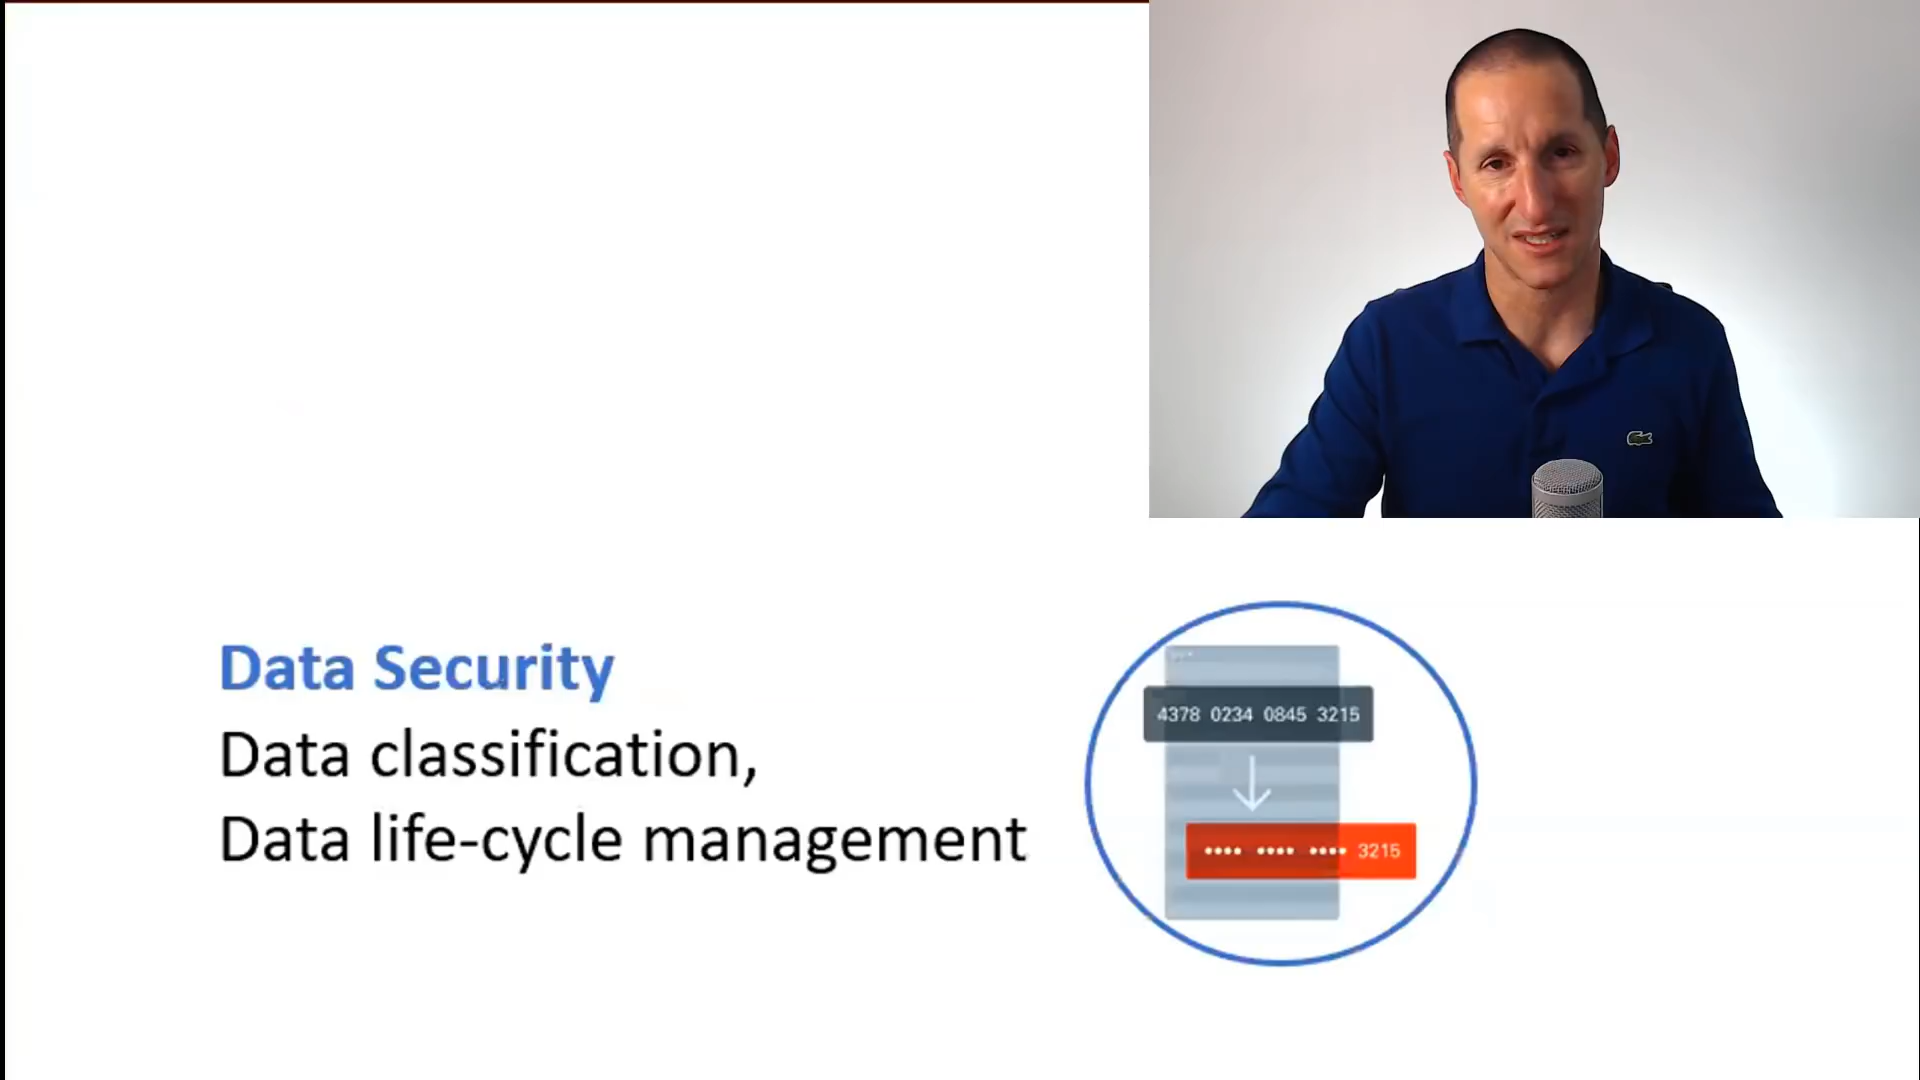 Data Security
Data classification,
Data life-cycle management
4378 0234 0845 3215
•••• •••• •••• 3215